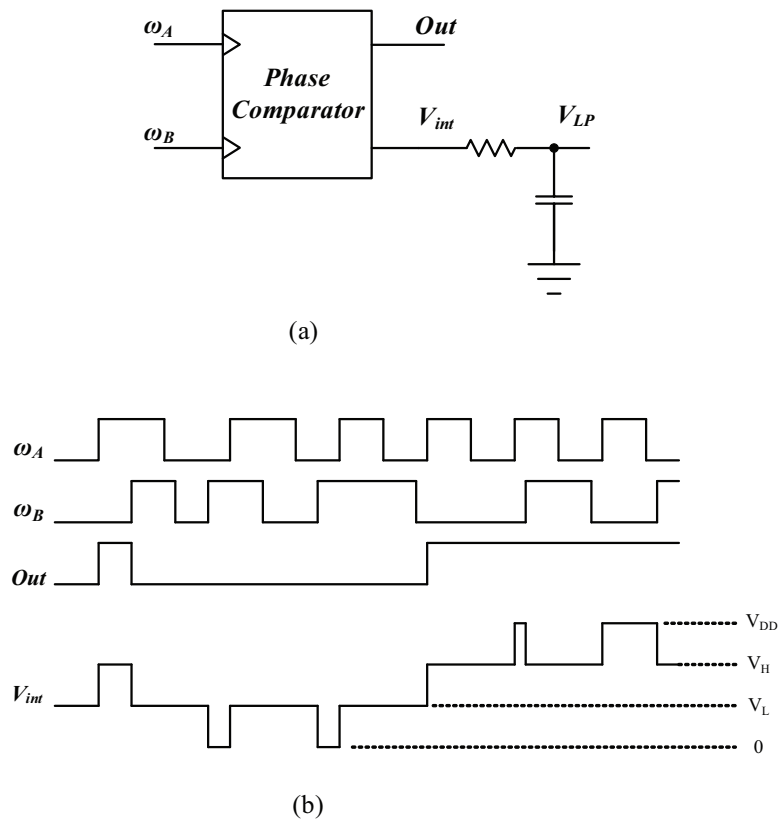 ω_A
Out
Phase
Comparator
ω_B
V_int
V_LP
(a)
ω_A
ω_B
Out
V_DD
V_H
V_int
V_L
0
(b)